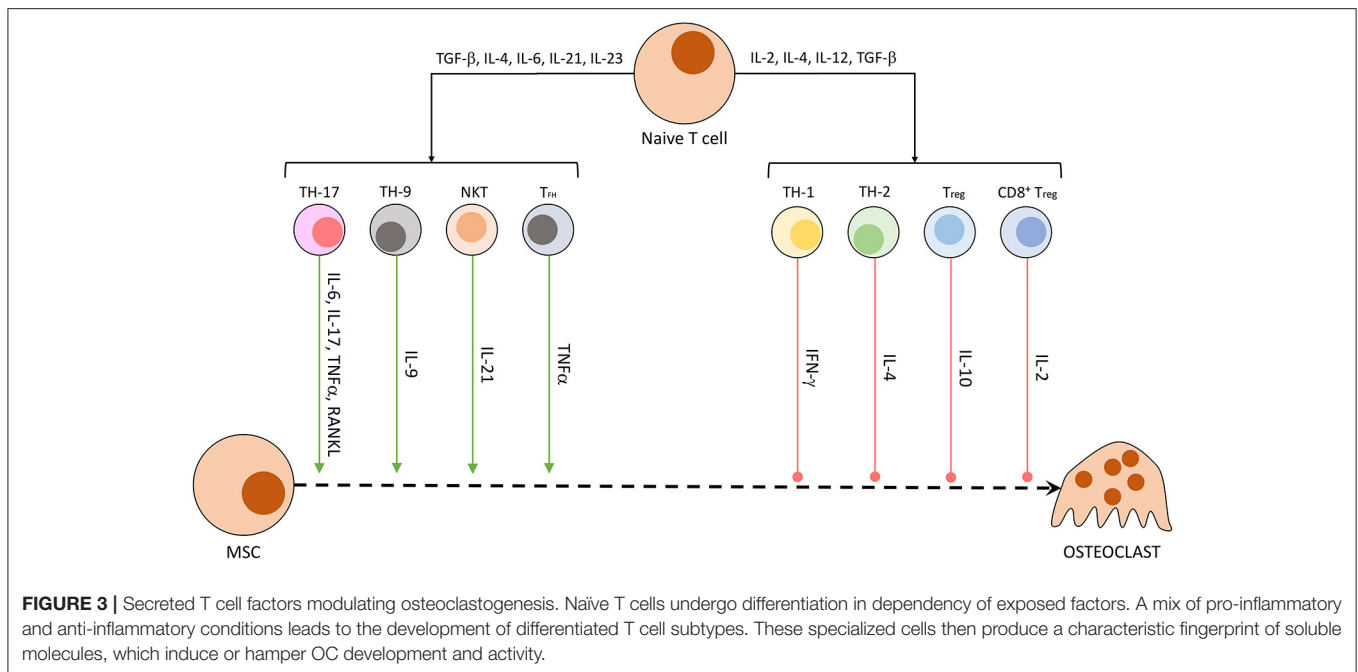 TGF-β, IL-4, IL-6, IL-21, IL-23
IL-2, IL-4, IL-12, TGF-β
Naive T cell
TH-17
TH-9
NKT
TFH
TH-1
TH-2
Treg
CD8+ Treg
IL-6, IL-17, TNFα, RANKL
IL-9
IL-21
TNFα
IFN-γ
IL-4
IL-10
IL-2
MSC
OSTEOCLAST
FIGURE 3 | Secreted T cell factors modulating osteoclastogenesis. Naïve T cells undergo differentiation in dependency of exposed factors. A mix of pro-inflammatory
and anti-inflammatory conditions leads to the development of differentiated T cell subtypes. These specialized cells then produce a characteristic fingerprint of soluble
molecules, which induce or hamper OC development and activity.